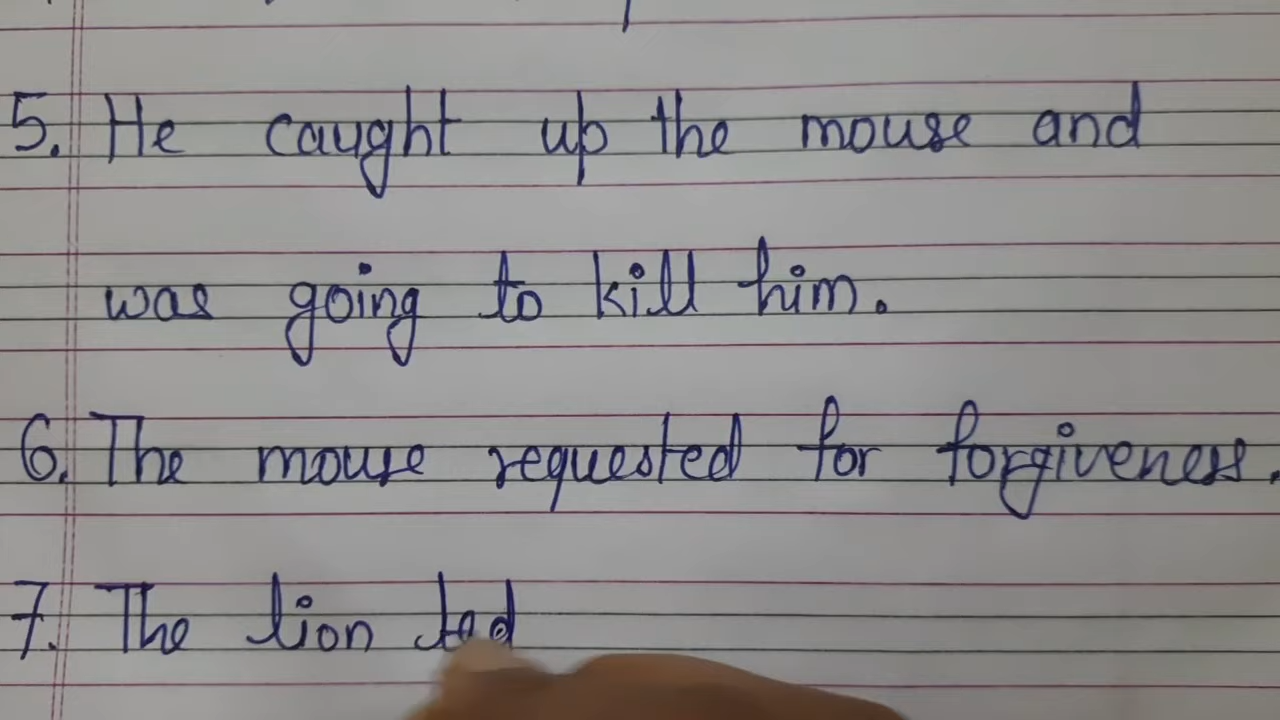 5. He caught up the mouse and
was going to kill him.
6. The mouse requested for forgiveness.
7. The lion